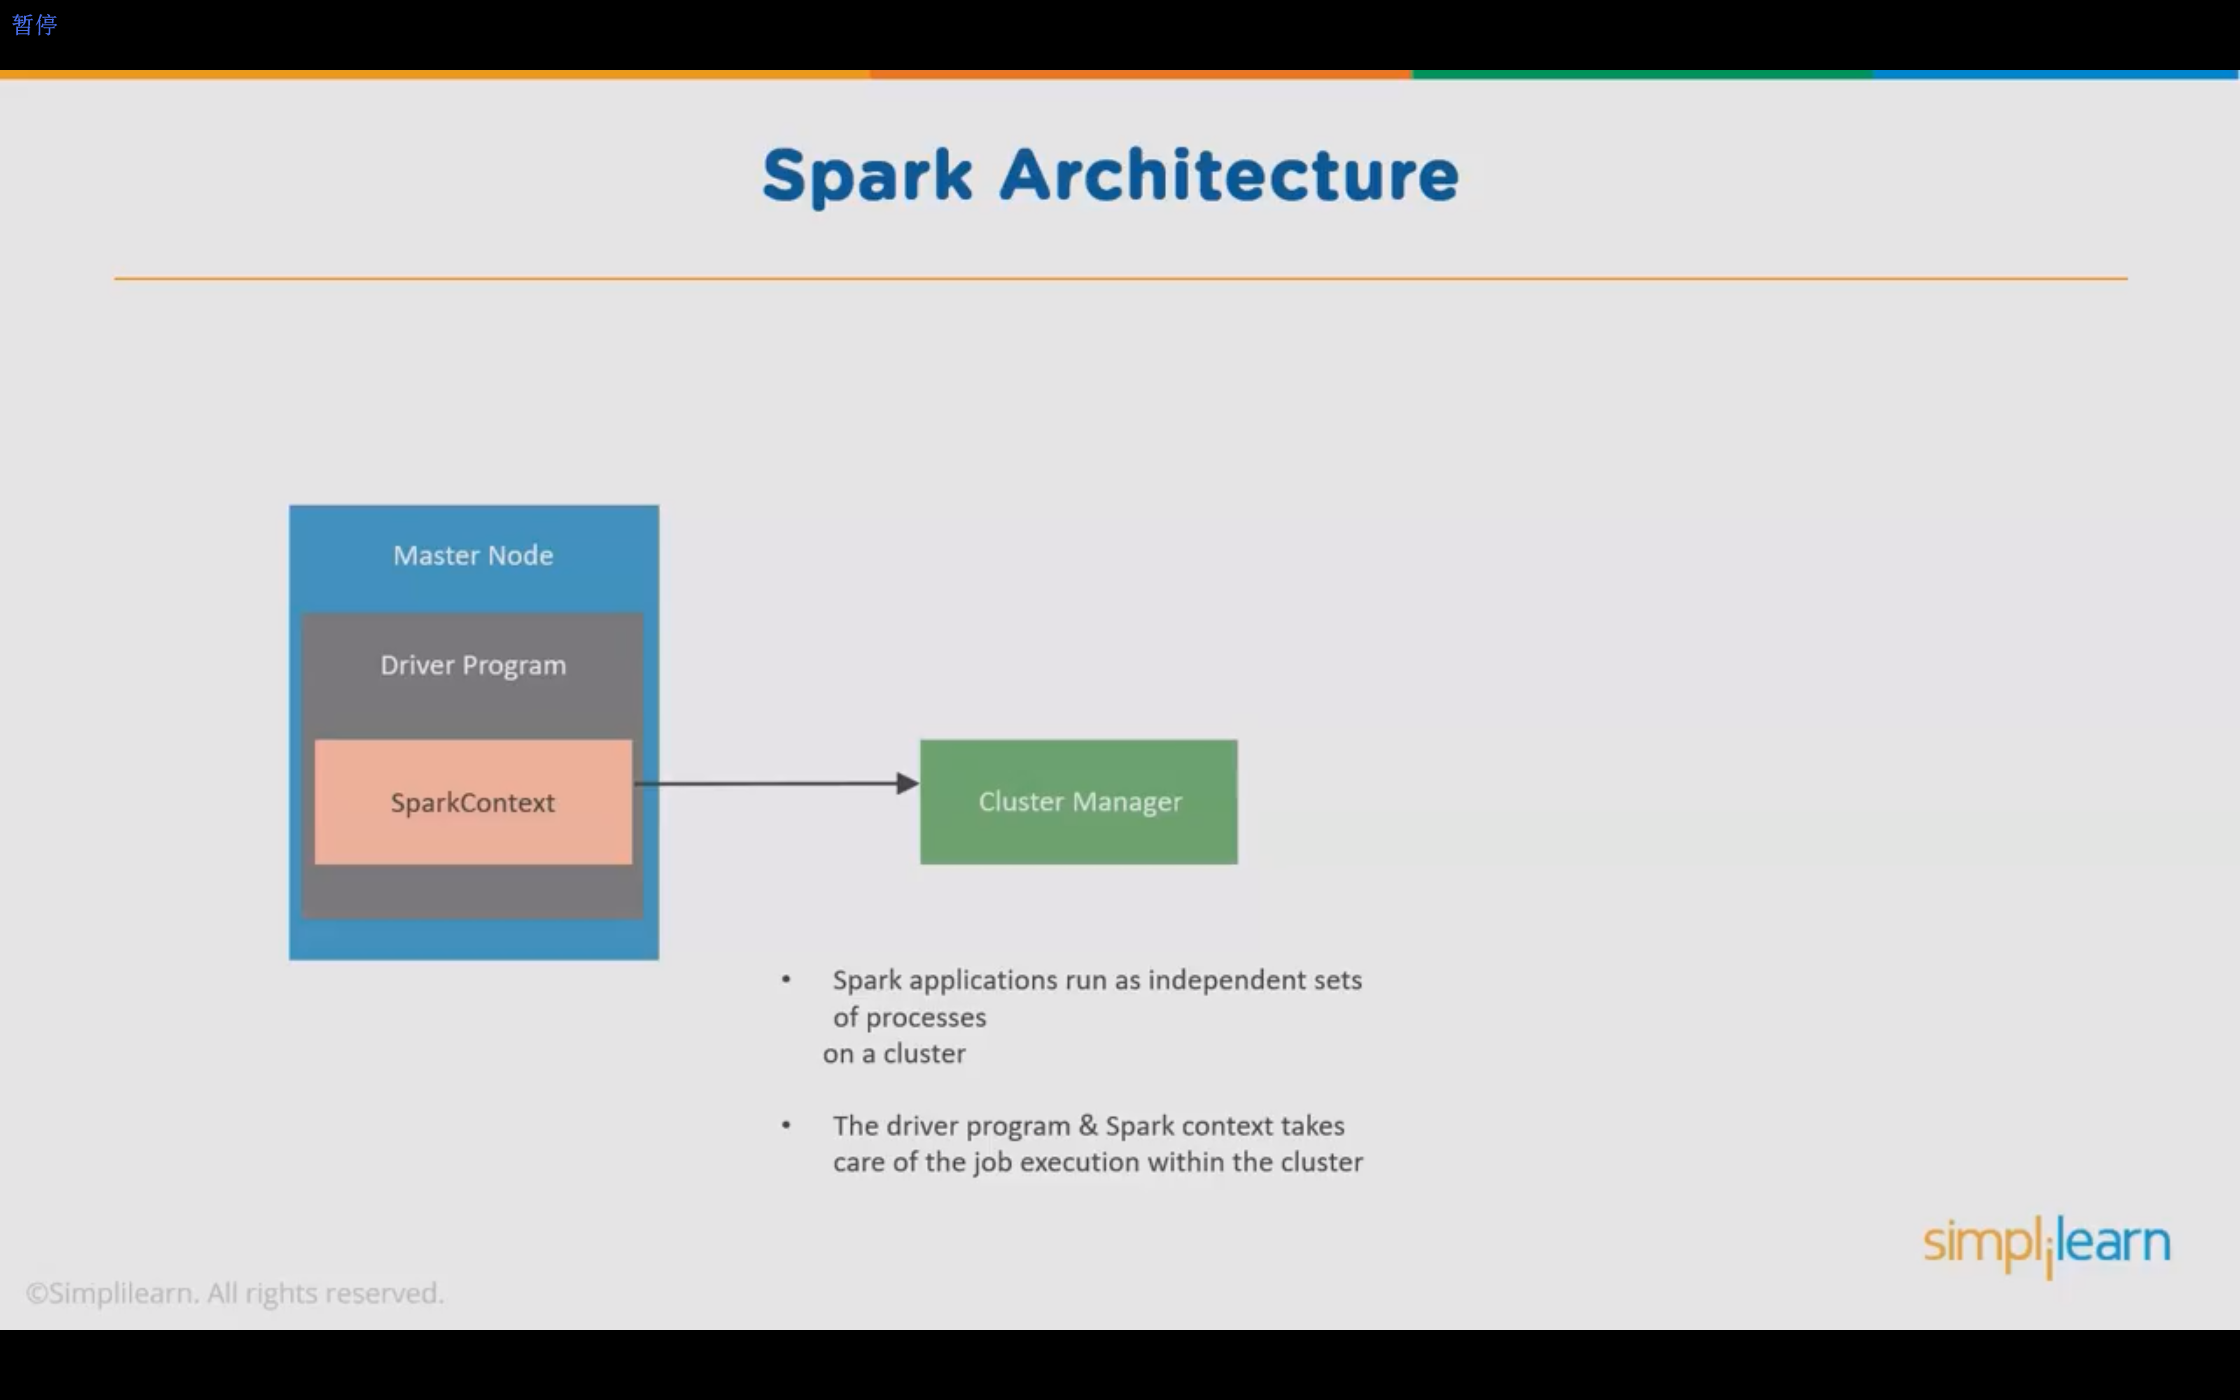 暂停
Spark Architecture
Master Node
Driver Program
SparkContext
Cluster Manager
• Spark applications run as independent sets
of processes
on a cluster
• The driver program & Spark context takes
care of the job execution within the cluster
simplilearn
©Simplilearn. All rights reserved.